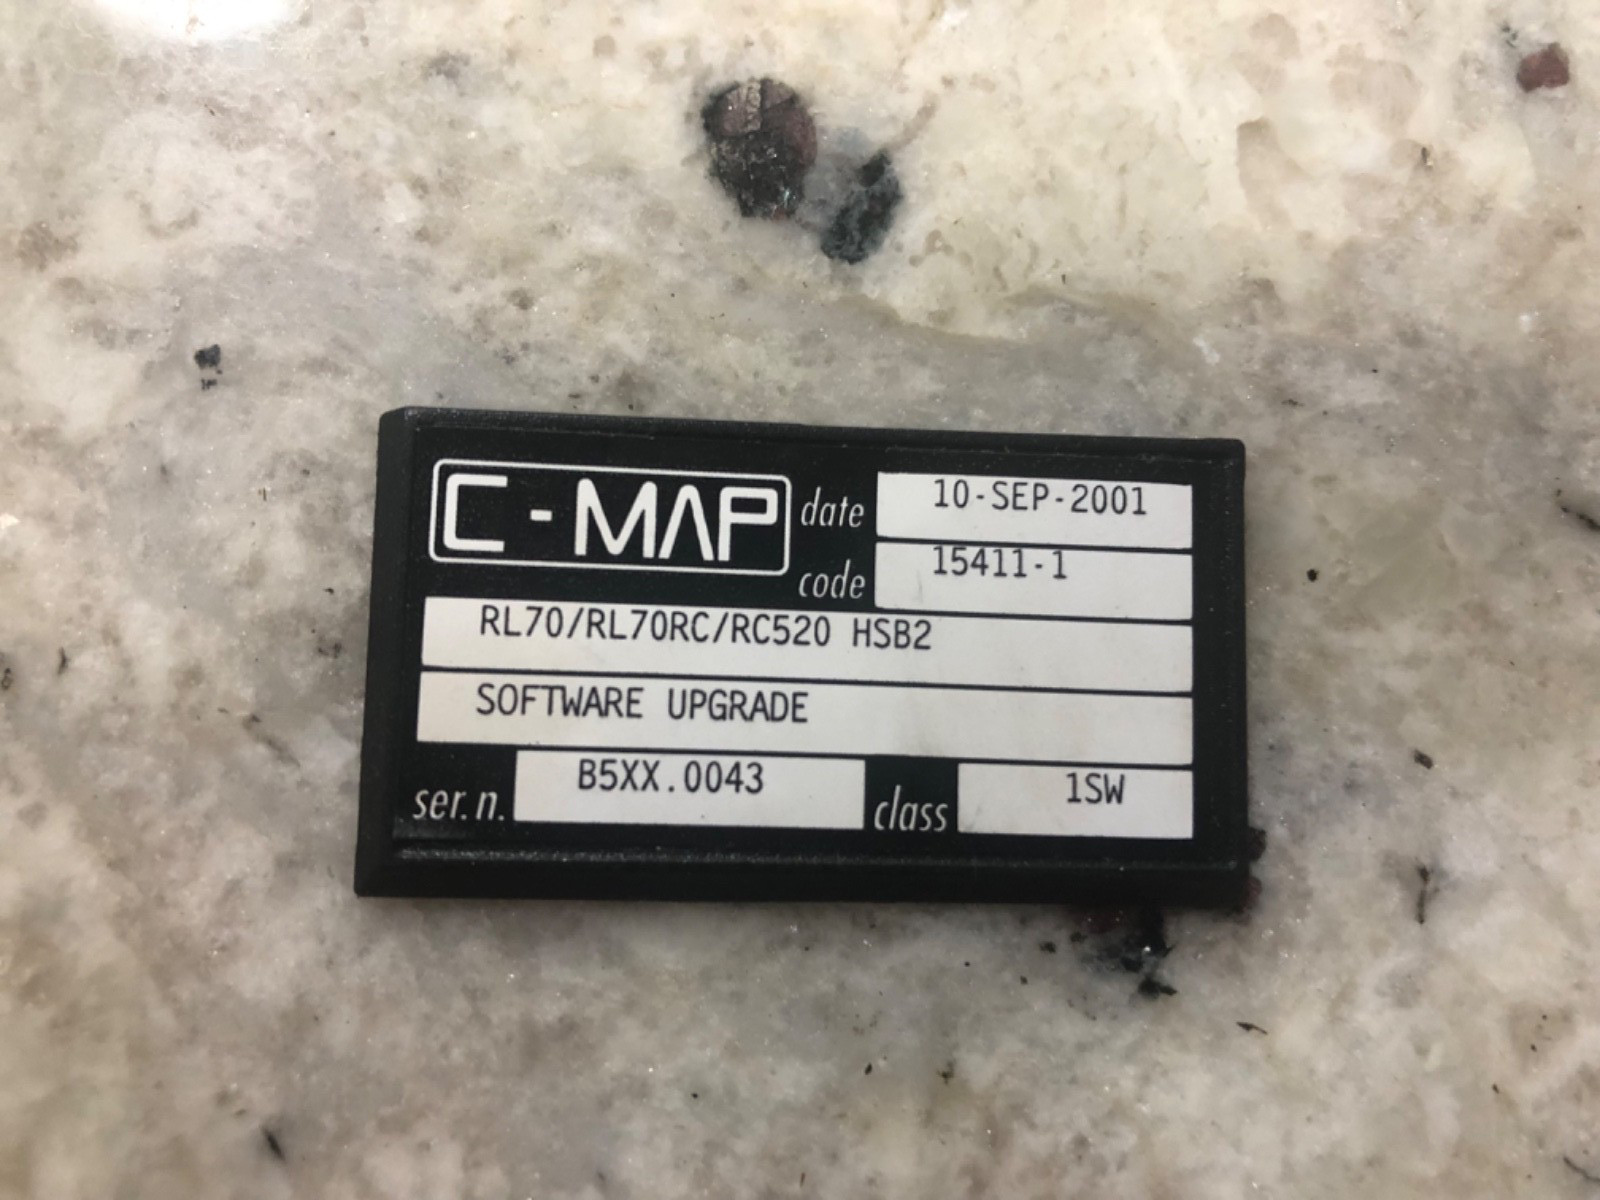 C-MAP
date 10-SEP-2001
code 15411-1
RL70/RL70RC/RC520 HSB2
SOFTWARE UPGRADE
ser.n. B5XX.0043 class 1SW